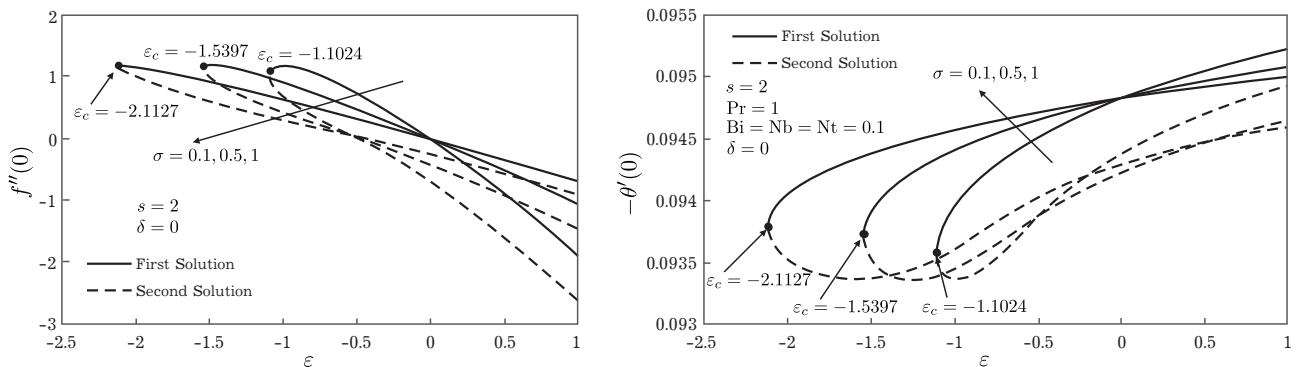 2
1
0
-1
-2
-3
-2.5
-2
-1.5
-1
-0.5
0
0.5
1
f''(0)
ε
ε_c = −1.5397
ε_c = −1.1024
ε_c = −2.1127
σ = 0.1, 0.5, 1
s = 2
δ = 0
First Solution
Second Solution
0.0955
0.095
0.0945
0.094
0.0935
0.093
-2.5
-2
-1.5
-1
-0.5
0
0.5
1
−θ′(0)
ε
First Solution
Second Solution
s = 2
Pr = 1
Bi = Nb = Nt = 0.1
δ = 0
σ = 0.1, 0.5, 1
ε_c = −2.1127
ε_c = −1.5397
ε_c = −1.1024